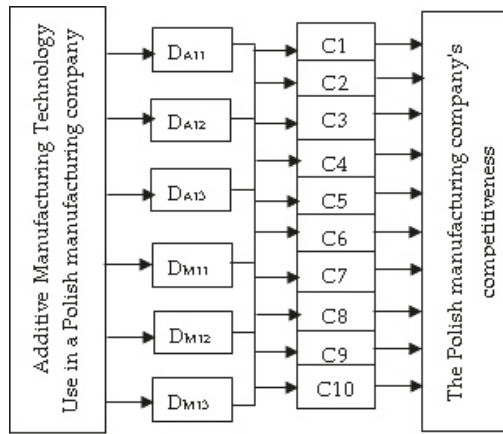 Additive Manufacturing Technology
Use in a Polish manufacturing company
DA11
DA12
DA13
DM11
DM12
DM13
C1
C2
C3
C4
C5
C6
C7
C8
C9
C10
The Polish manufacturing company's
competitiveness